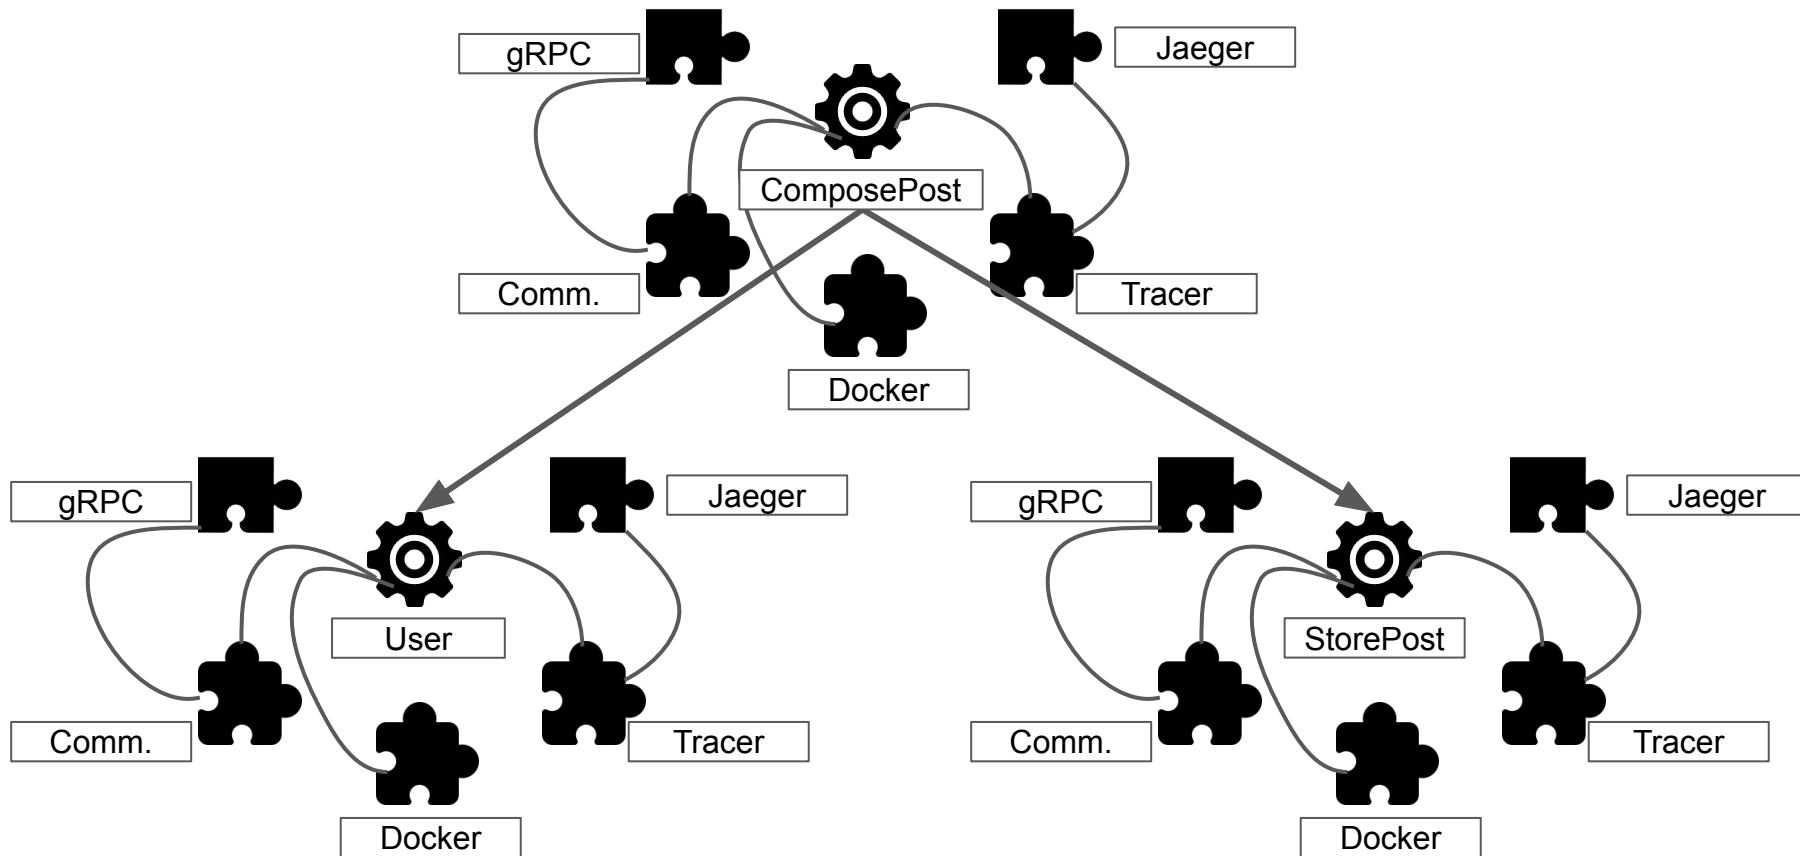 gRPC
Jaeger
ComposePost
Comm.
Tracer
Docker
gRPC
Jaeger
User
Comm.
Tracer
Docker
gRPC
Jaeger
StorePost
Comm.
Tracer
Docker